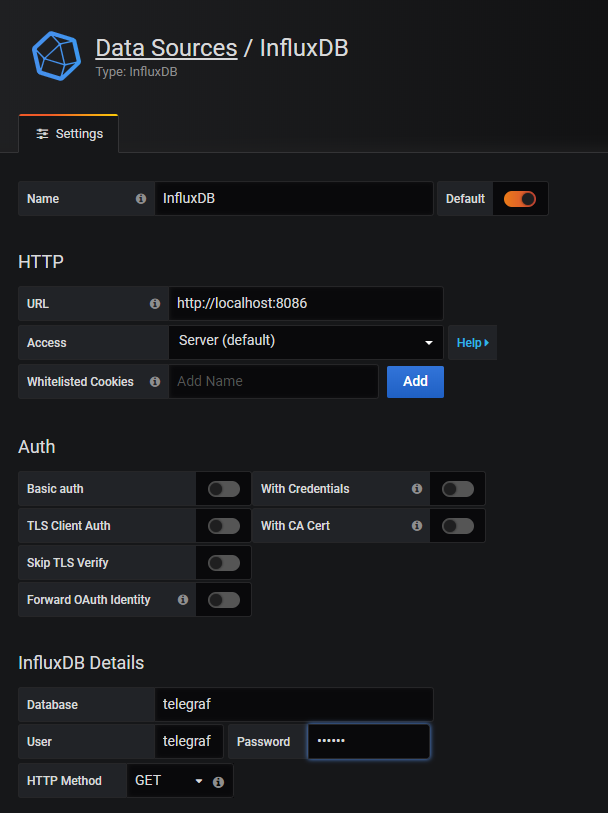 Data Sources / InfluxDB
Type: InfluxDB
Settings
Name InfluxDB Default
HTTP
URL http://localhost:8086
Access Server (default) Help
Whitelisted Cookies Add Name Add
Auth
Basic auth With Credentials
TLS Client Auth With CA Cert
Skip TLS Verify
Forward OAuth Identity
InfluxDB Details
Database telegraf
User telegraf Password ••••••
HTTP Method GET